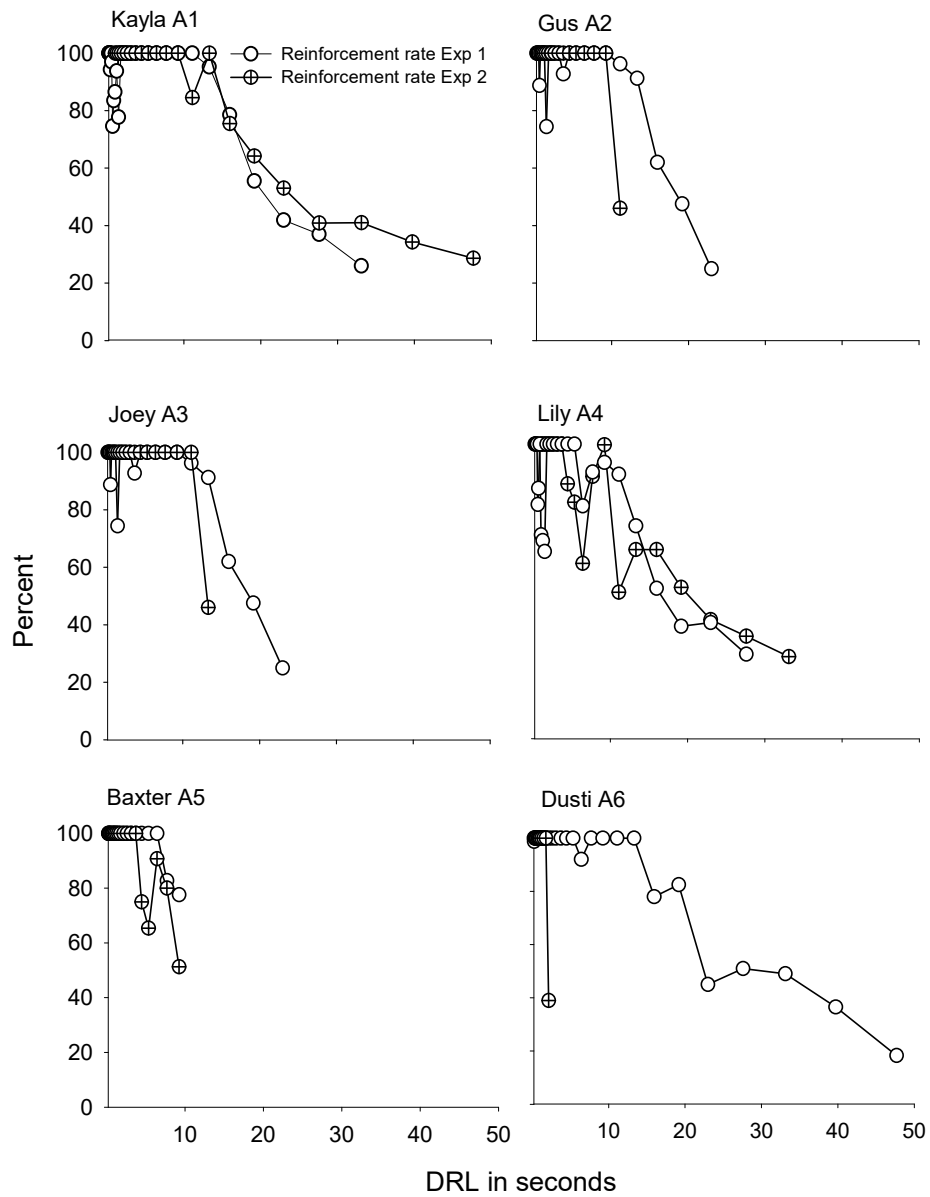 Kayla A1
Gus A2
100
80
60
40
20
0
Reinforcement rate Exp 1
Reinforcement rate Exp 2
Joey A3
Lily A4
100
80
60
40
20
0
Percent
Baxter A5
Dusti A6
100
80
60
40
20
0
10 20 30 40 50
10 20 30 40 50
DRL in seconds